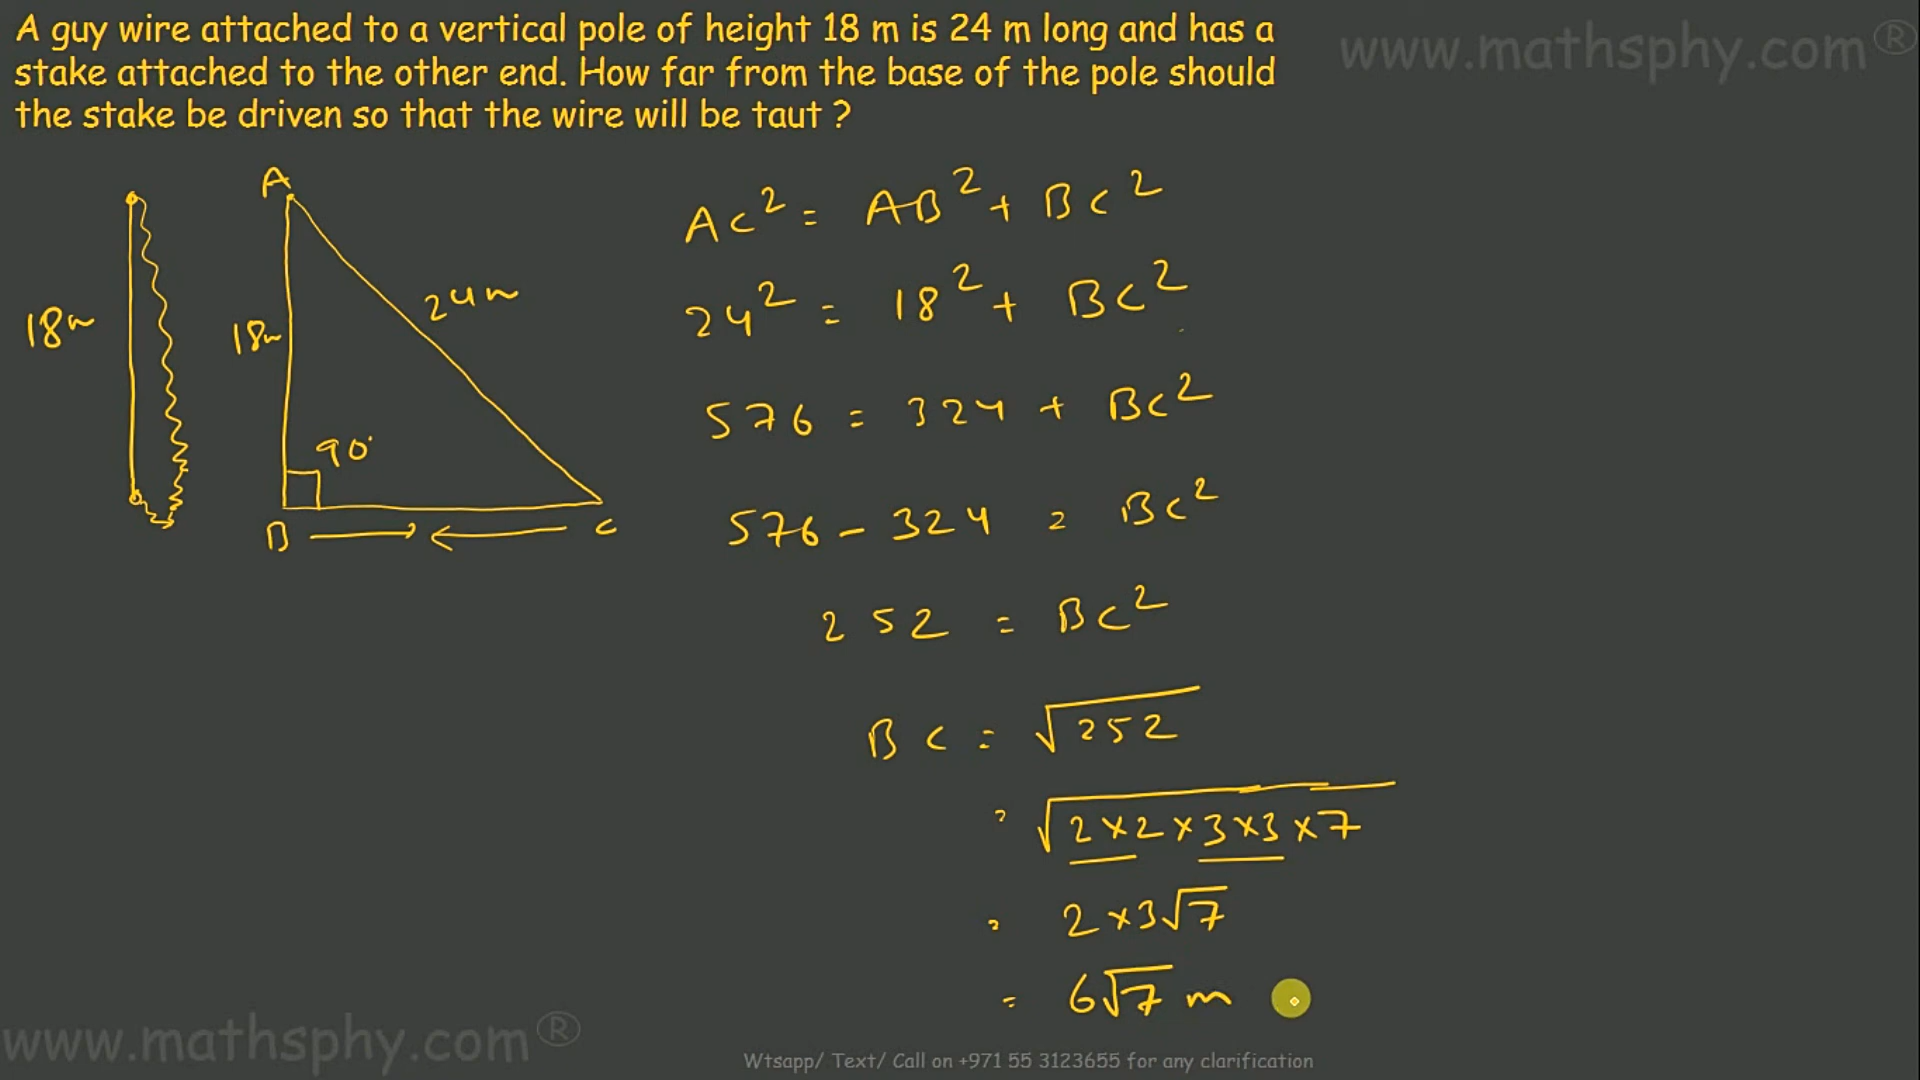 A guy wire attached to a vertical pole of height 18 m is 24 m long and has a
stake attached to the other end. How far from the base of the pole should
the stake be driven so that the wire will be taut ?
www.mathsphy.com®
18m
A
18m
24m
90°
B
C
AC² = AB² + BC²
24² = 18² + BC²
576 = 324 + BC²
576 - 324 = BC²
252 = BC²
BC = √252
= √2×2×3×3×7
= 2×3√7
= 6√7 m
www.mathsphy.com®
Wtsapp/ Text/ Call on +971 55 3123655 for any clarification